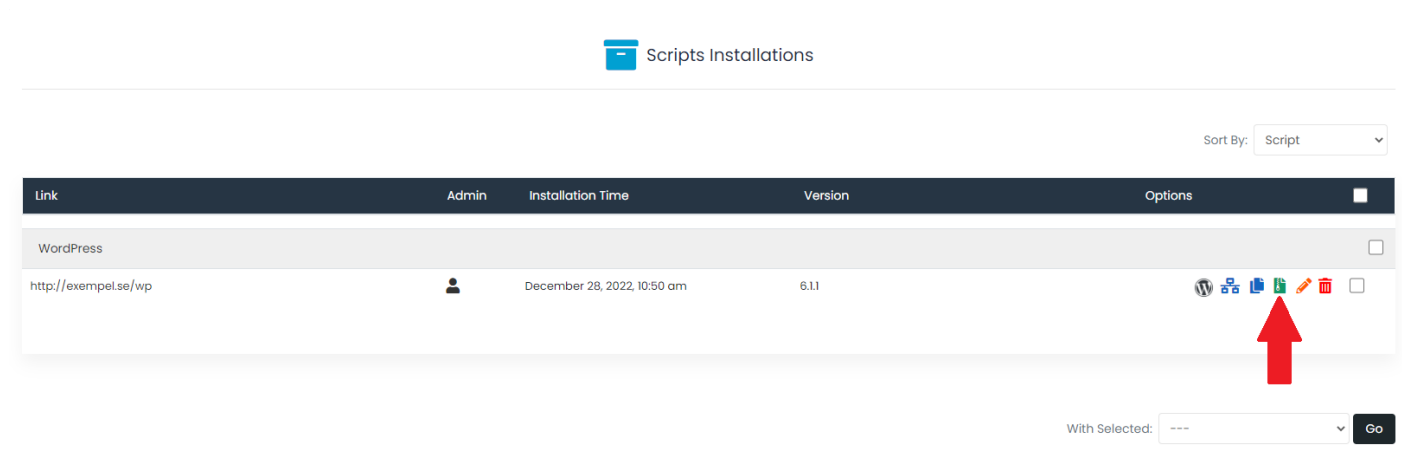 Scripts Installations
Sort By: Script
Link Admin Installation Time Version Options
WordPress
http://exempel.se/wp December 28, 2022, 10:50 am 6.1.1
With Selected: --- Go